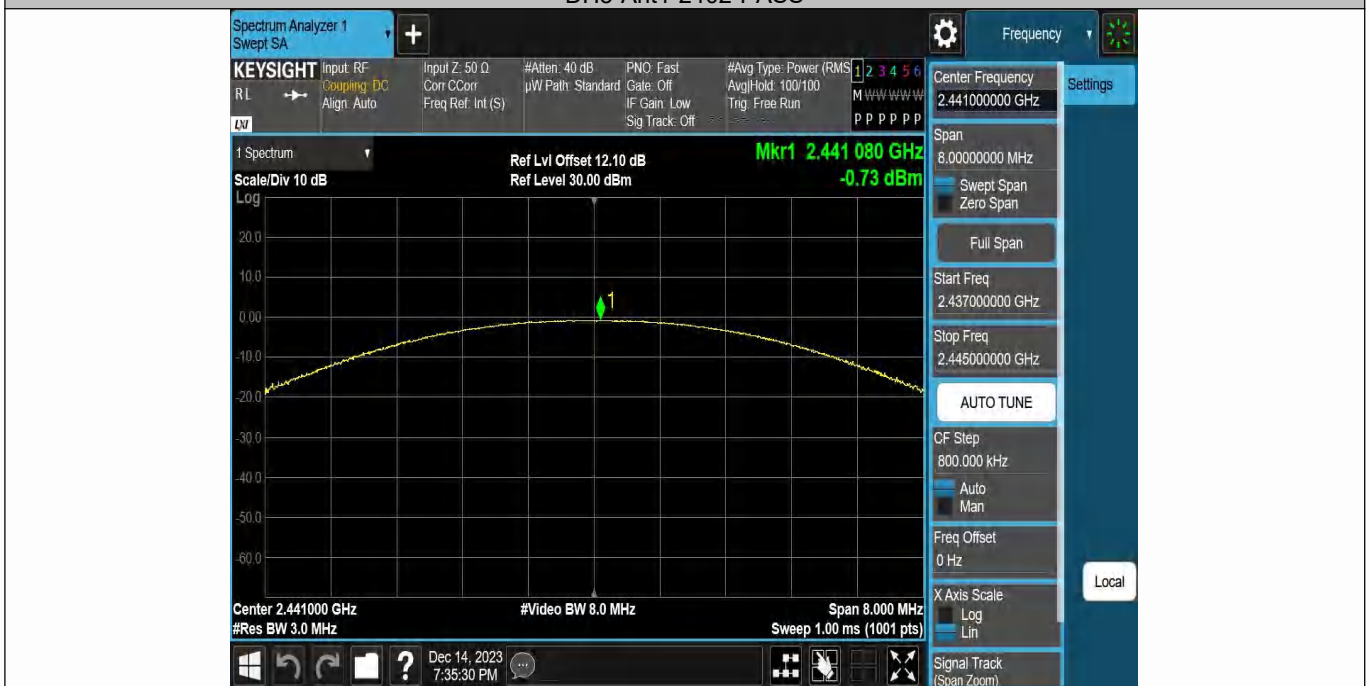 Spectrum Analyzer 1
Swept SA
Frequency
KEYSIGHT
RL
LXI
Input: RF
Coupling: DC
Align: Auto
Input Z: 50 Ω
Corr CCorr
Freq Ref: Int (S)
#Atten: 40 dB
µW Path: Standard
PNO: Fast
Gate: Off
IF Gain: Low
Sig Track: Off
#Avg Type: Power (RMS
Avg|Hold: 100/100
Trig: Free Run
1 2 3 4 5 6
M W W W W W
P P P P P P
Center Frequency
2.441000000 GHz
Settings
Span
8.00000000 MHz
Swept Span
Zero Span
Full Span
Start Freq
2.437000000 GHz
Stop Freq
2.445000000 GHz
AUTO TUNE
CF Step
800.000 kHz
Auto
Man
Freq Offset
0 Hz
X Axis Scale
Log
Lin
Signal Track
(Span Zoom)
Local
1 Spectrum
Scale/Div 10 dB
Ref Lvl Offset 12.10 dB
Ref Level 30.00 dBm
Mkr1 2.441 080 GHz
-0.73 dBm
Log
20.0
10.0
0.00
-10.0
-20.0
-30.0
-40.0
-50.0
-60.0
1
Center 2.441000 GHz
#Res BW 3.0 MHz
#Video BW 8.0 MHz
Span 8.000 MHz
Sweep 1.00 ms (1001 pts)
?
Dec 14, 2023
7:35:30 PM